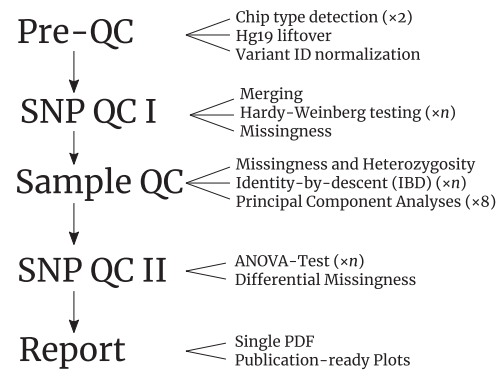 Pre-QC
Chip type detection (×2)
Hg19 liftover
Variant ID normalization
SNP QC I
Merging
Hardy-Weinberg testing (×n)
Missingness
Sample QC
Missingness and Heterozygosity
Identity-by-descent (IBD) (×n)
Principal Component Analyses (×8)
SNP QC II
ANOVA-Test (×n)
Differential Missingness
Report
Single PDF
Publication-ready Plots